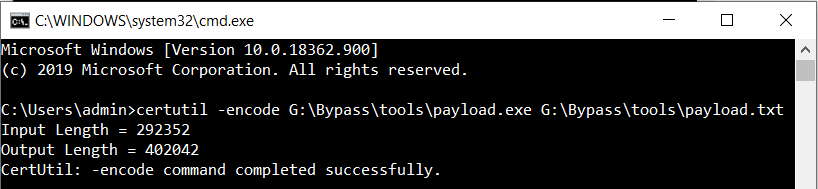 C:\WINDOWS\system32\cmd.exe
Microsoft Windows [Version 10.0.18362.900]
(c) 2019 Microsoft Corporation. All rights reserved.
C:\Users\admin>certutil -encode G:\Bypass\tools\payload.exe G:\Bypass\tools\payload.txt
Input Length = 292352
Output Length = 402042
CertUtil: -encode command completed successfully.